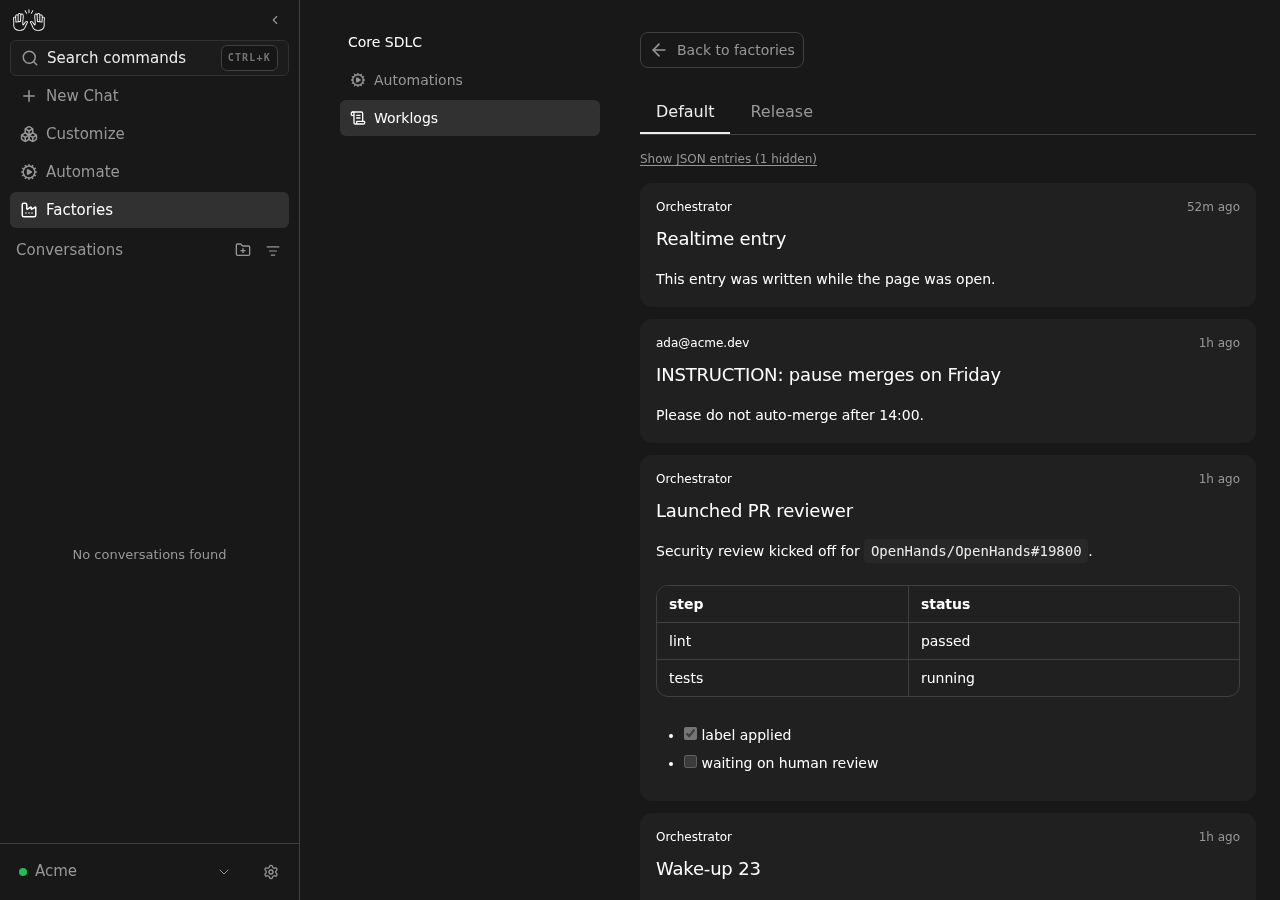 Search commands CTRL+K
New Chat
Customize
Automate
Factories
Conversations
No conversations found
Acme
Core SDLC
Automations
Worklogs
Back to factories
Default Release
Show JSON entries (1 hidden)
Orchestrator 52m ago
Realtime entry
This entry was written while the page was open.
ada@acme.dev 1h ago
INSTRUCTION: pause merges on Friday
Please do not auto-merge after 14:00.
Orchestrator 1h ago
Launched PR reviewer
Security review kicked off for OpenHands/OpenHands#19800.
step status
lint passed
tests running
label applied
waiting on human review
Orchestrator 1h ago
Wake-up 23